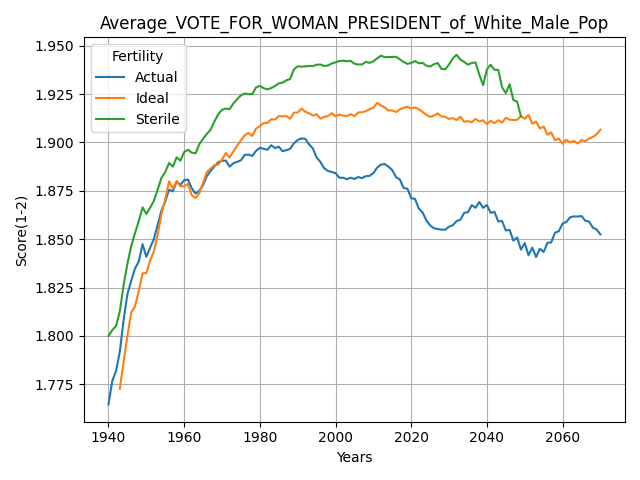 Average_VOTE_FOR_WOMAN_PRESIDENT_of_White_Male_Pop
Fertility
Actual
Ideal
Sterile
Score(1-2)
1.950
1.925
1.900
1.875
1.850
1.825
1.800
1.775
1940 1960 1980 2000 2020 2040 2060
Years